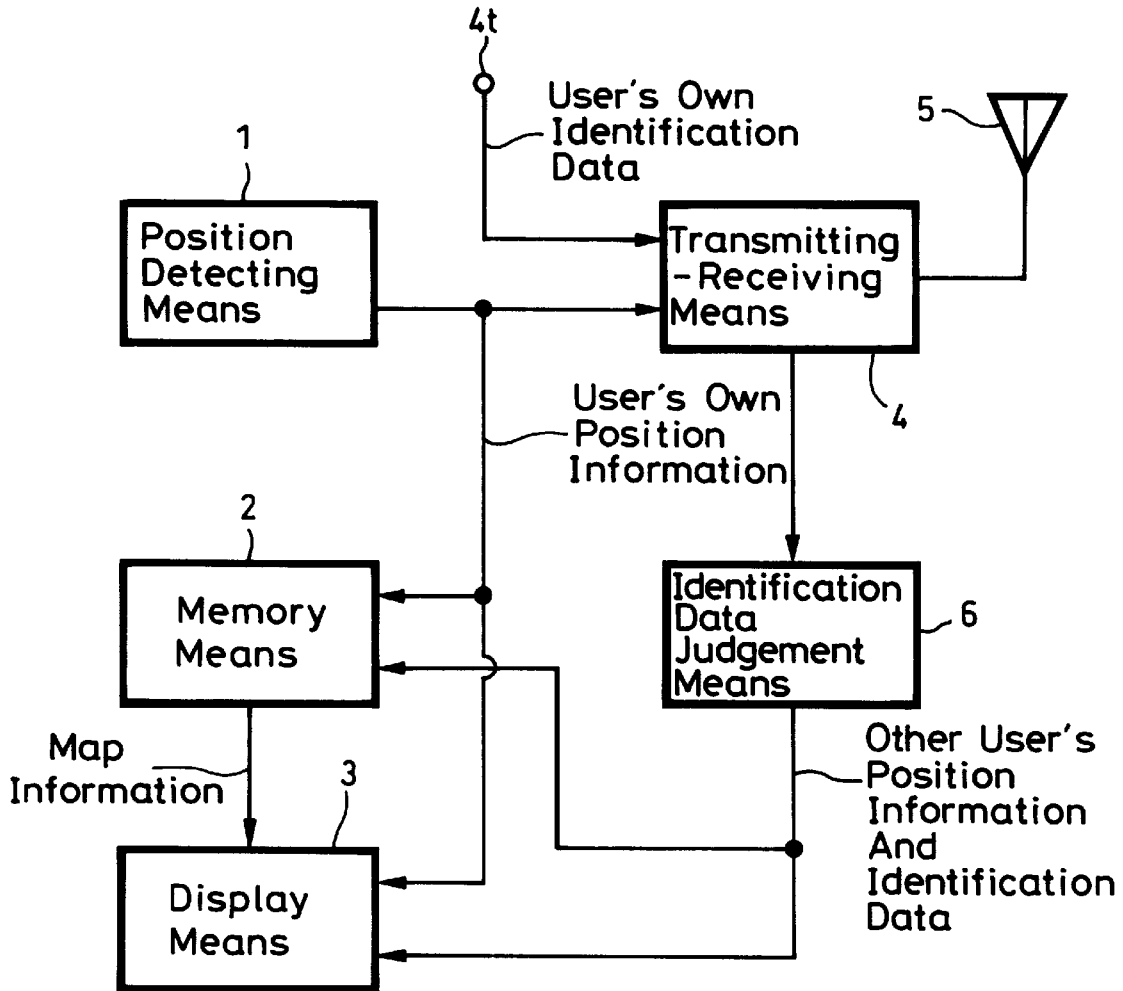 4t
User's Own
Identification
Data
5
1
Position
Detecting
Means
Transmitting
-Receiving
Means
4
User's Own
Position
Information
2
Memory
Means
Identification
Data
Judgement
Means
6
Map
Information
Other User's
Position
Information
And
Identification
Data
3
Display
Means